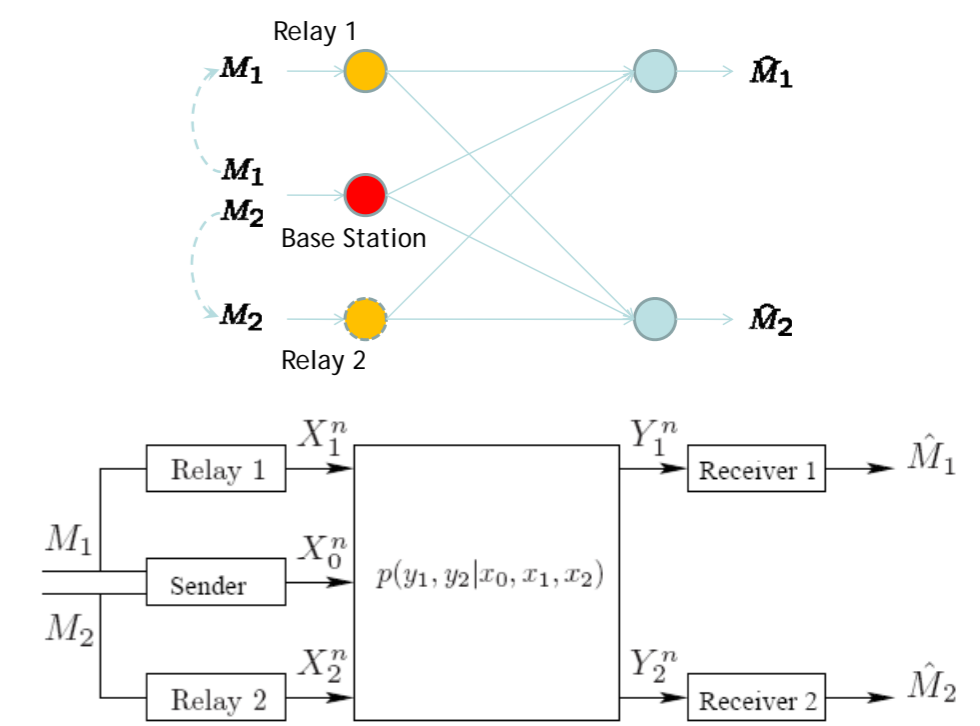 Relay 1
M₁
M̂₁
M₁
M₂
Base Station
M₂
M̂₂
Relay 2
X₁ⁿ
Y₁ⁿ
Relay 1
Receiver 1
M̂₁
M₁
X₀ⁿ
Sender
p(y₁, y₂|x₀, x₁, x₂)
M₂
X₂ⁿ
Y₂ⁿ
Relay 2
Receiver 2
M̂₂